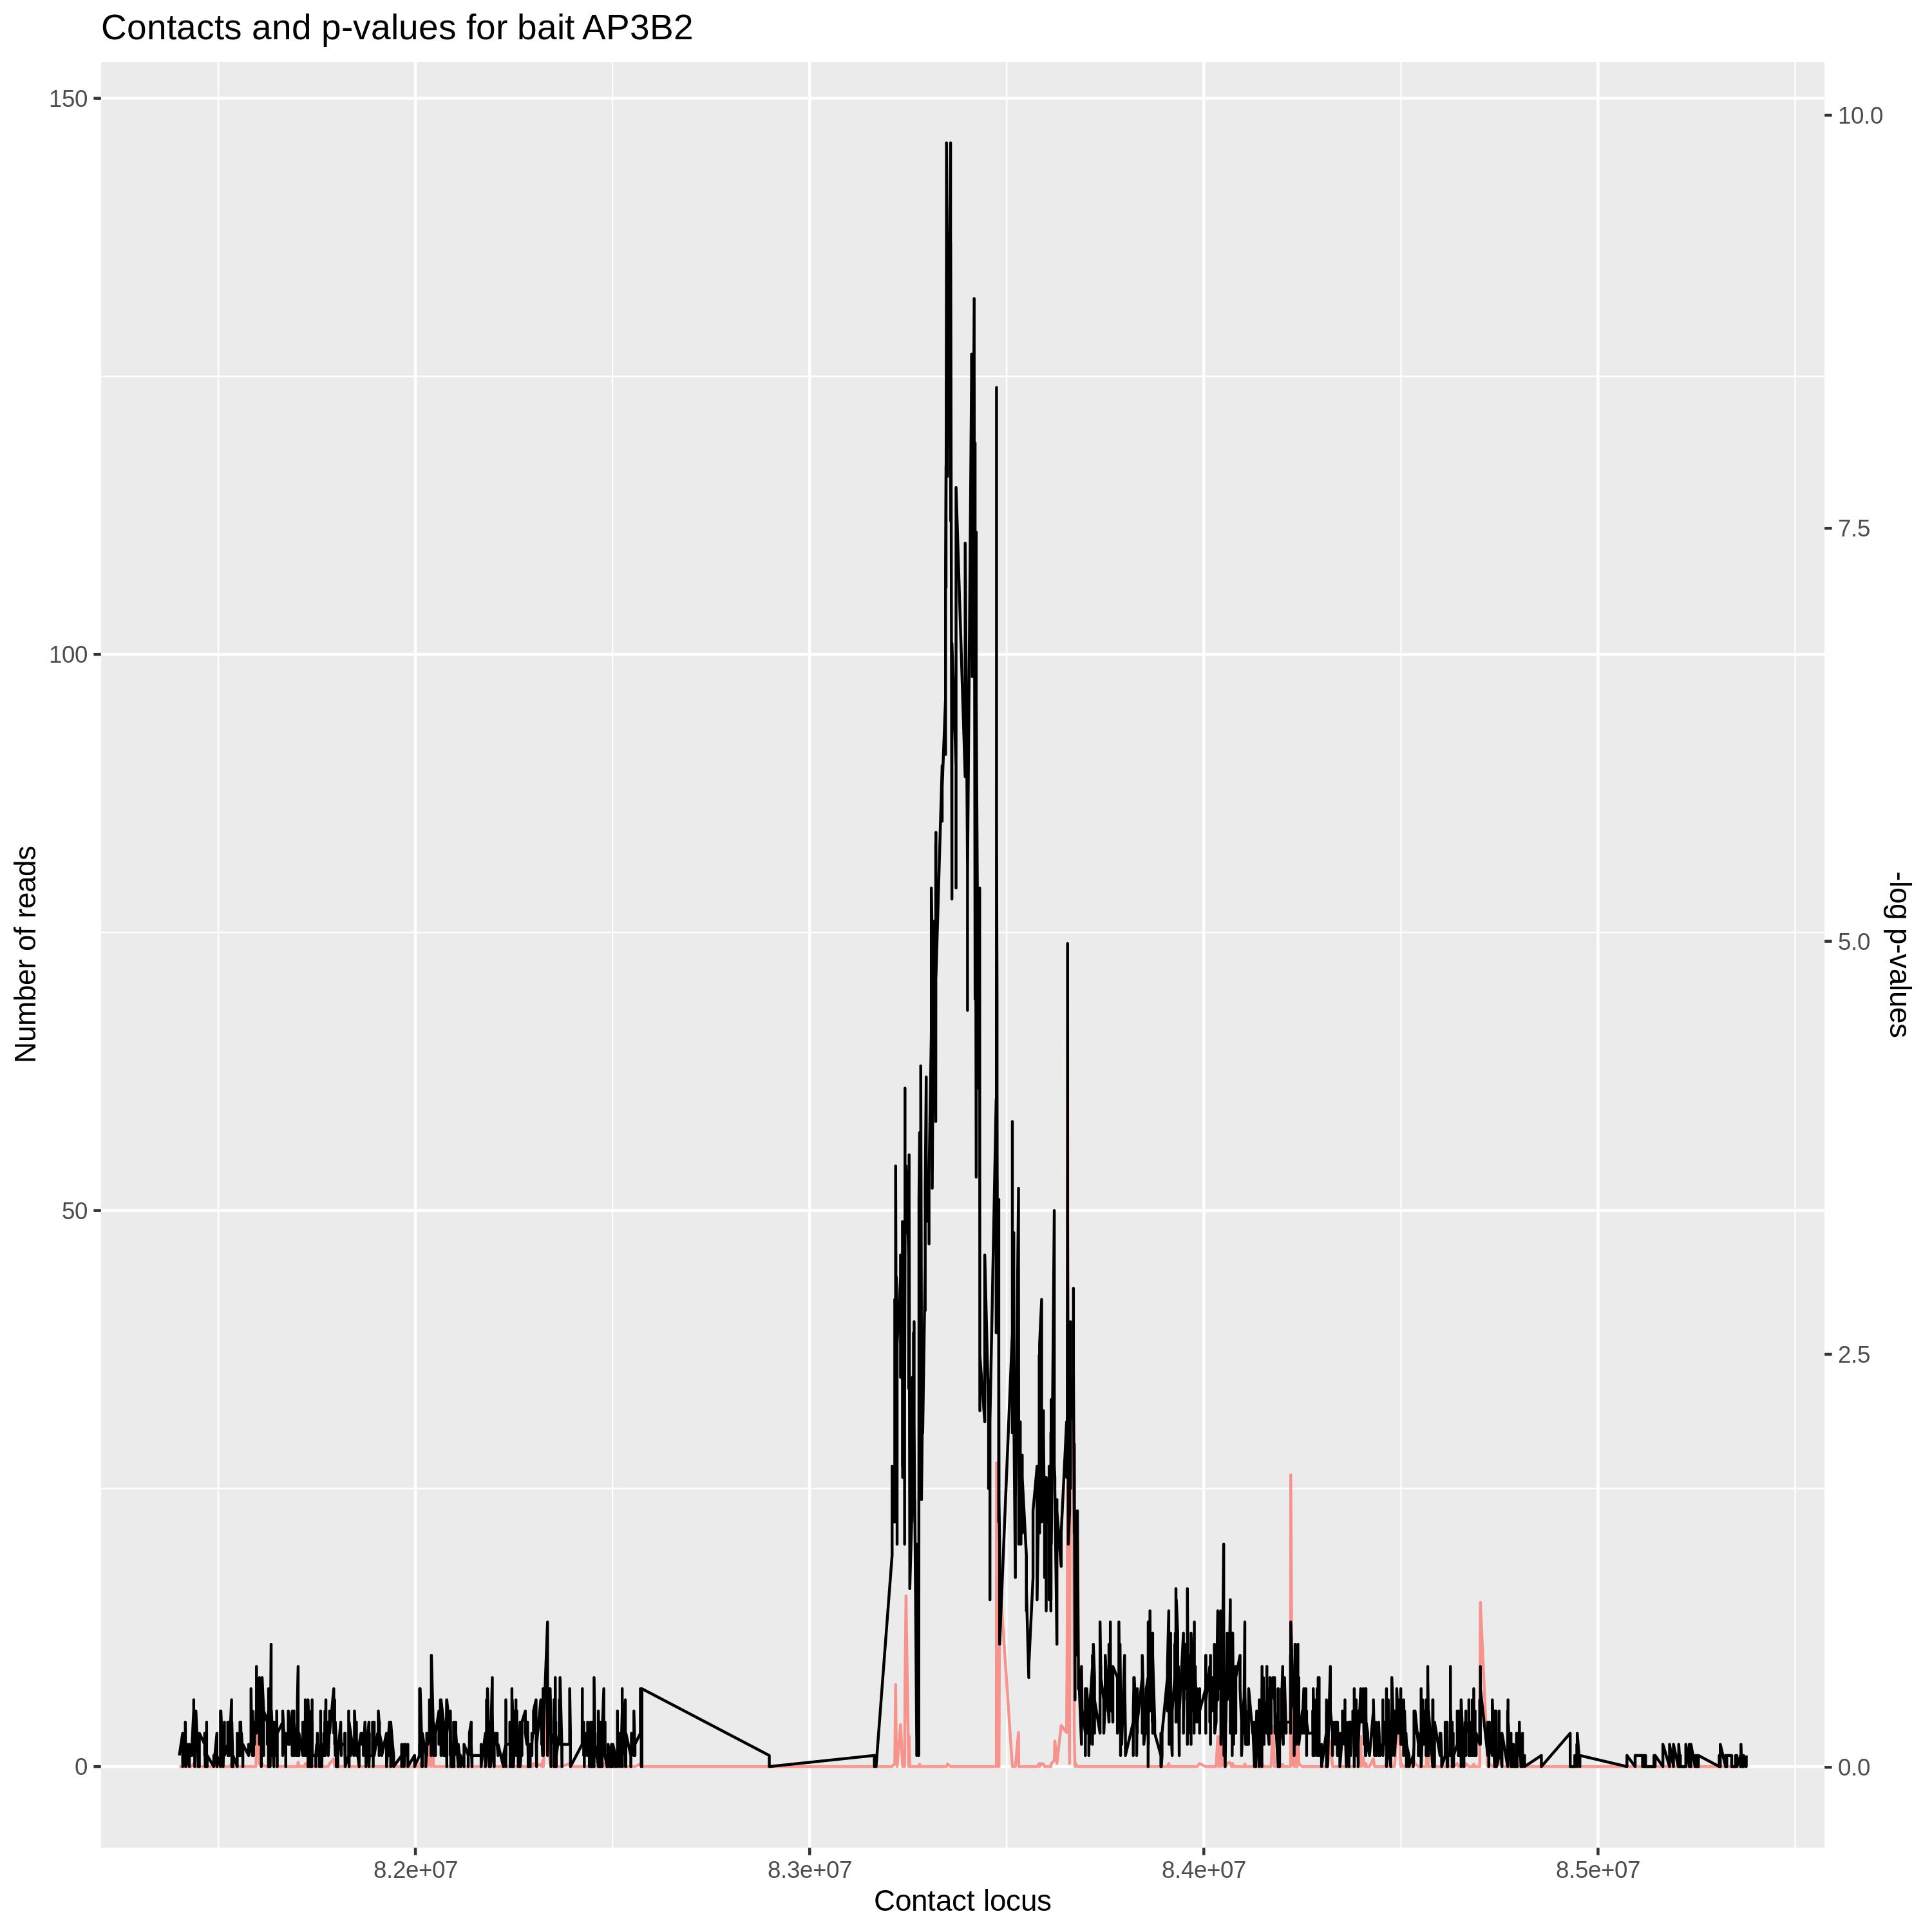 Contacts and p-values for bait AP3B2
150
100
50
0
Number of reads
10.0
7.5
5.0
2.5
0.0
-log p-values
8.2e+07
8.3e+07
8.4e+07
8.5e+07
Contact locus